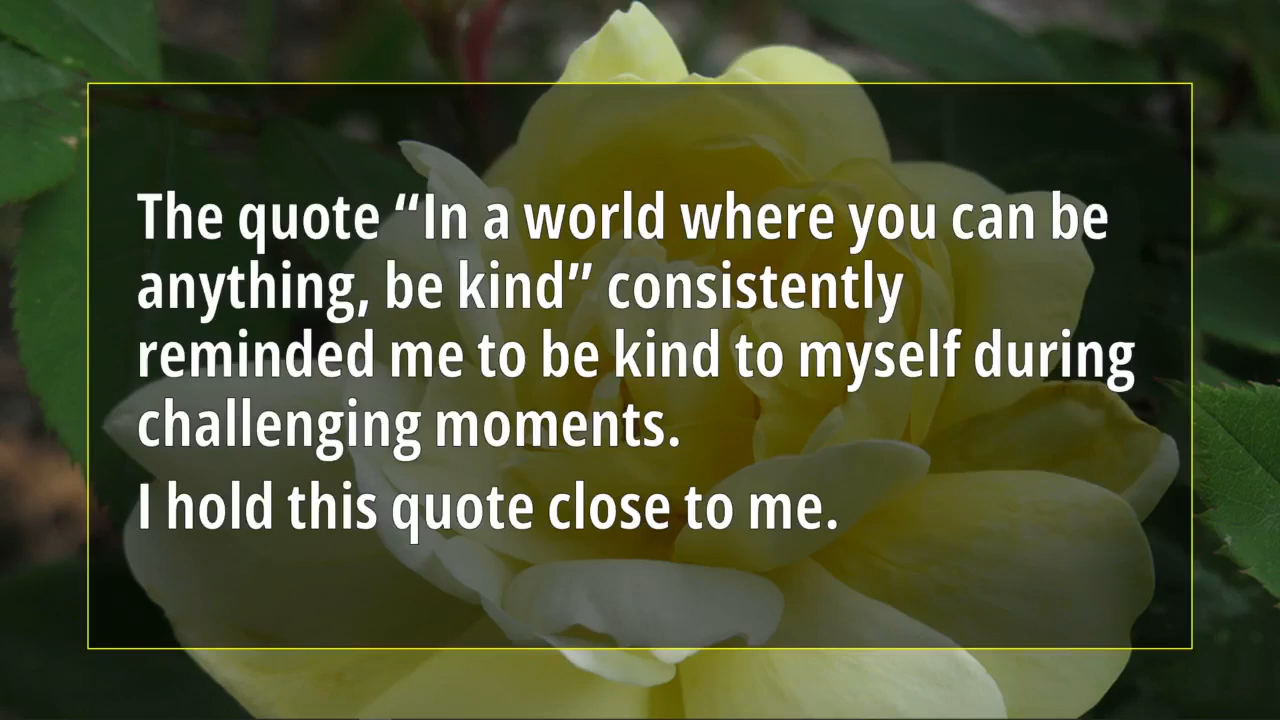 The quote “In a world where you can be
anything, be kind” consistently
reminded me to be kind to myself during
challenging moments.
I hold this quote close to me.